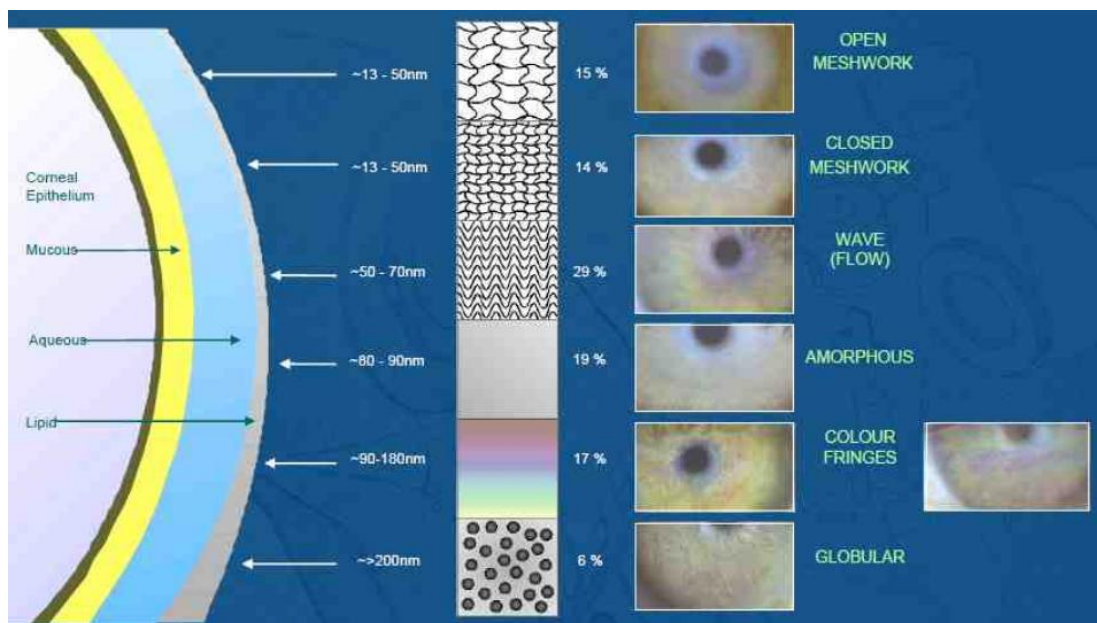 OPEN
MESHWORK
~13 - 50nm
15 %
CLOSED
MESHWORK
~13 - 50nm
14 %
Corneal
Epithelium
WAVE
(FLOW)
Mucous
~50 - 70nm
29 %
Aqueous
~80 - 90nm
19 %
AMORPHOUS
Lipid
COLOUR
FRINGES
~90-180nm
17 %
~>200nm
6 %
GLOBULAR